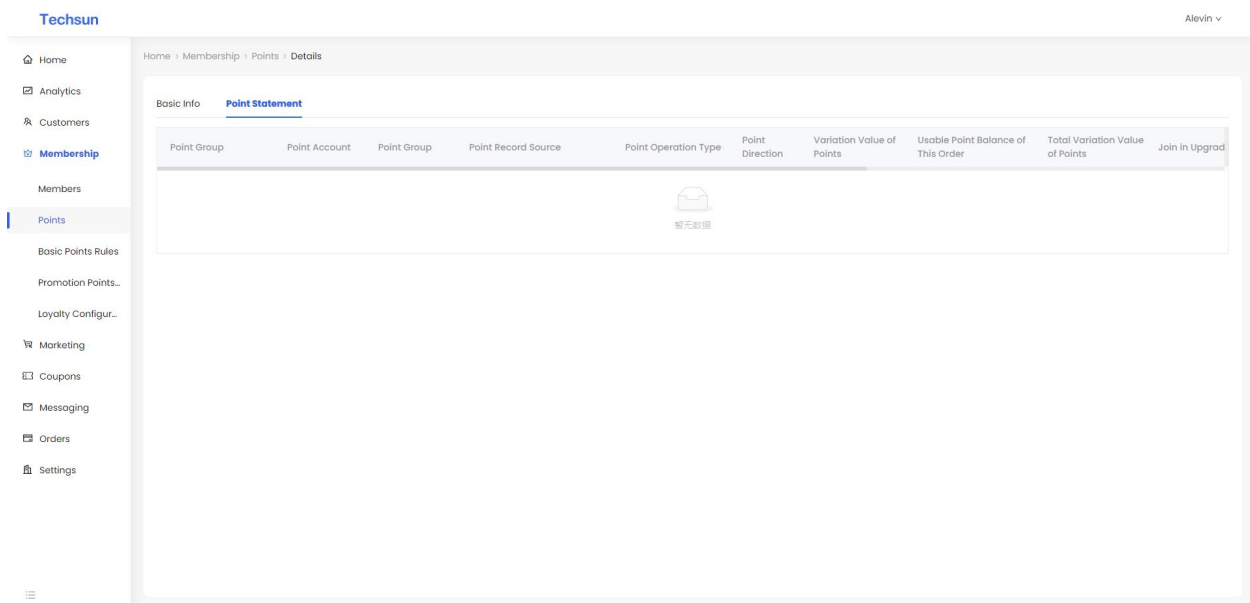 Techsun
Alevin
Home
Analytics
Customers
Membership
Members
Points
Basic Points Rules
Promotion Points...
Loyalty Configur...
Marketing
Coupons
Messaging
Orders
Settings
Home > Membership > Points > Details
Basic Info
Point Statement
Point Group
Point Account
Point Group
Point Record Source
Point Operation Type
Point
Direction
Variation Value of
Points
Usable Point Balance of
This Order
Total Variation Value
of Points
Join in Upgrad
暂无数据